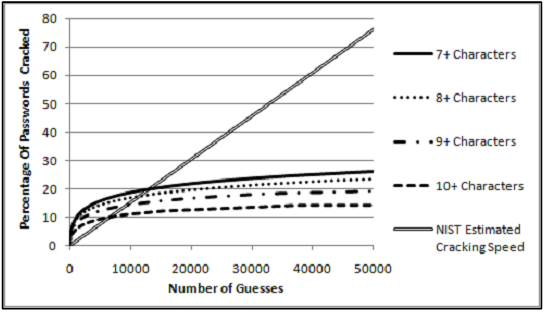 80
70
60
50
40
30
20
10
0
Percentage Of Passwords Cracked
0 10000 20000 30000 40000 50000
Number of Guesses
7+ Characters
8+ Characters
9+ Characters
10+ Characters
NIST Estimated
Cracking Speed